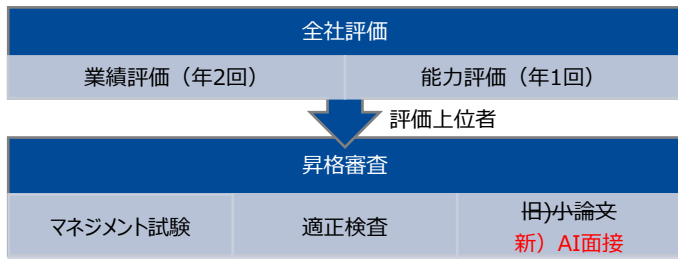 全社評価
業績評価（年2回）
能力評価（年1回）
評価上位者
昇格審査
マネジメント試験
適正検査
旧)小論文
新）AI面接